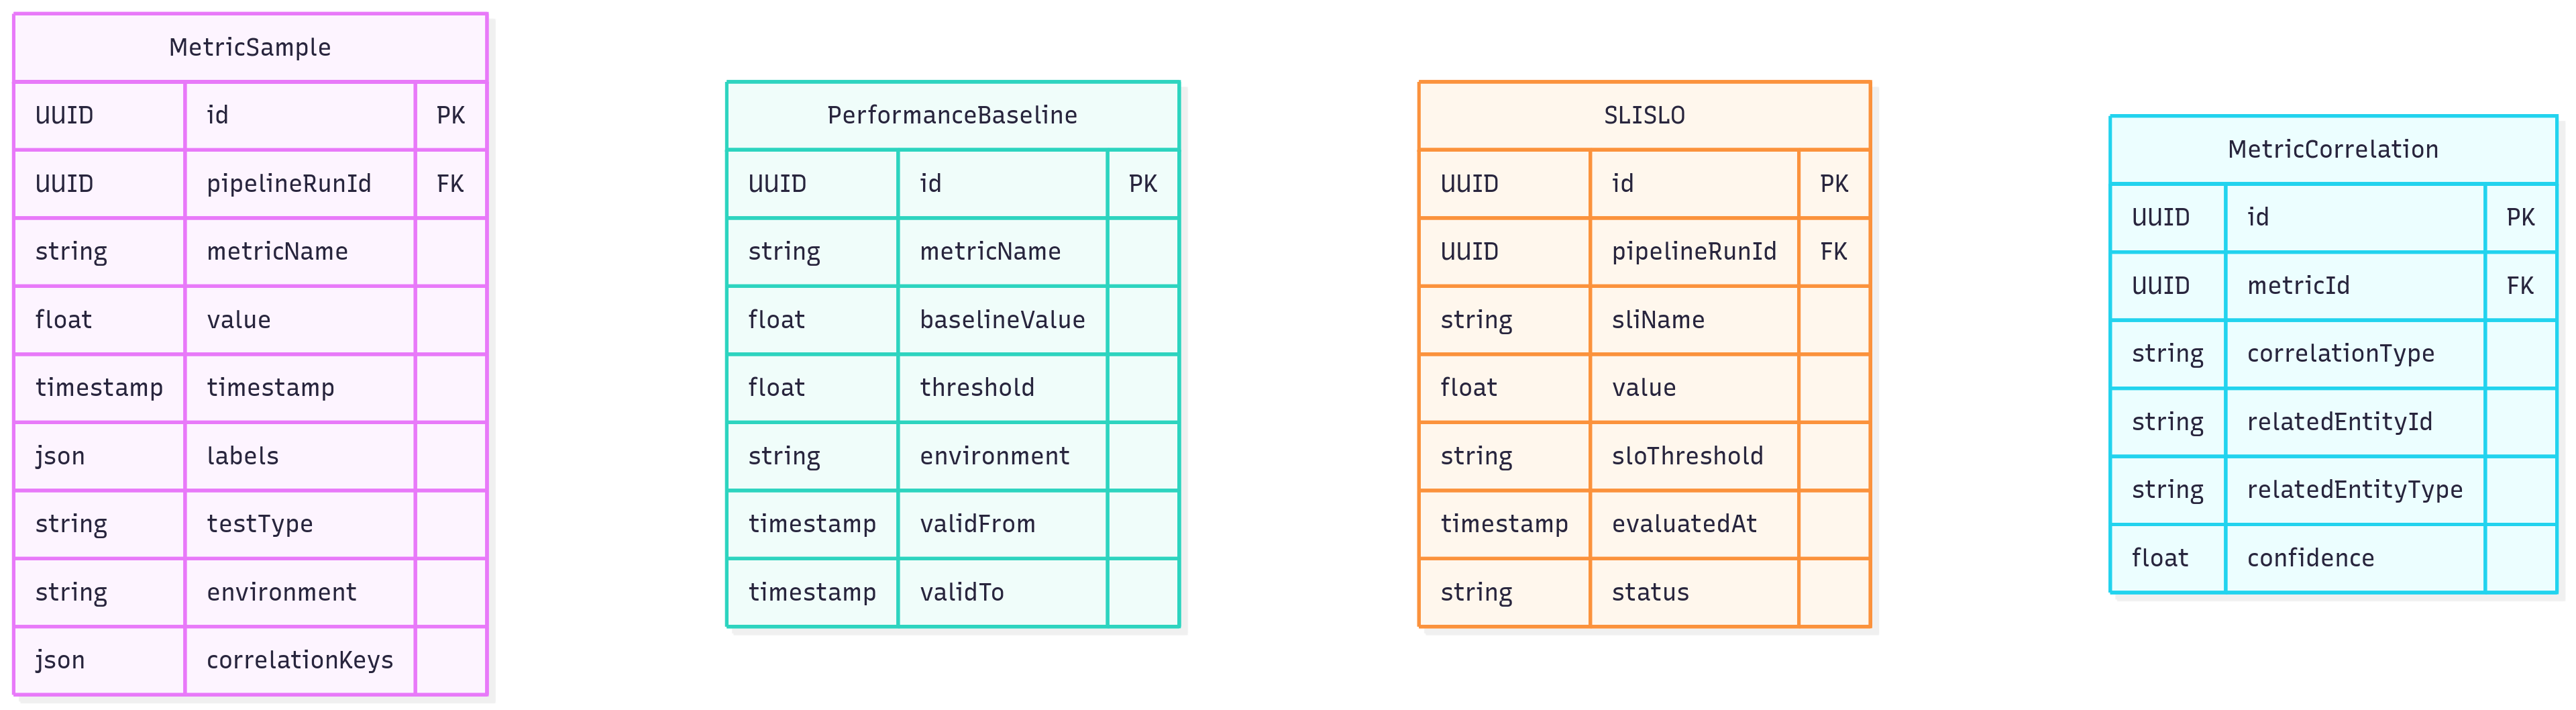 MetricSample
UUID id PK
UUID pipelineRunId FK
string metricName
float value
timestamp timestamp
json labels
string testType
string environment
json correlationKeys
PerformanceBaseline
UUID id PK
string metricName
float baselineValue
float threshold
string environment
timestamp validFrom
timestamp validTo
SLISLO
UUID id PK
UUID pipelineRunId FK
string sliName
float value
string sloThreshold
timestamp evaluatedAt
string status
MetricCorrelation
UUID id PK
UUID metricId FK
string correlationType
string relatedEntityId
string relatedEntityType
float confidence